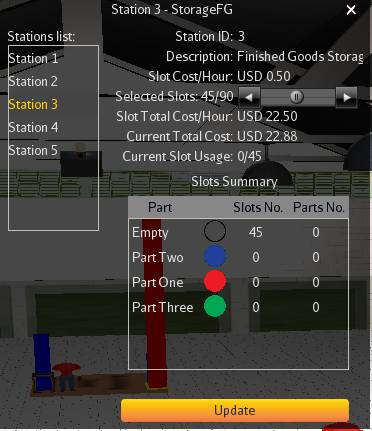 Station 3 - StorageFG
Stations list:
Station 1
Station 2
Station 3
Station 4
Station 5
Station ID: 3
Description: Finished Goods Storag
Slot Cost/Hour: USD 0.50
Selected Slots: 45/90
Slot Total Cost/Hour: USD 22.50
Current Total Cost: USD 22.88
Current Slot Usage: 0/45
Slots Summary
Part Slots No. Parts No.
Empty 45 0
Part Two 0 0
Part One 0 0
Part Three 0 0
Update